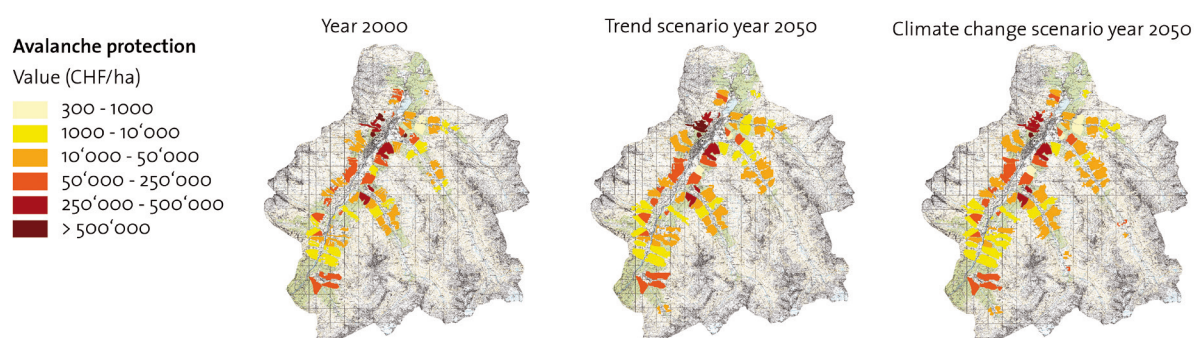 Year 2000
Trend scenario year 2050
Climate change scenario year 2050
Avalanche protection
Value (CHF/ha)
300 - 1000
1000 - 10‘000
10‘000 - 50‘000
50‘000 - 250‘000
250‘000 - 500‘000
> 500‘000